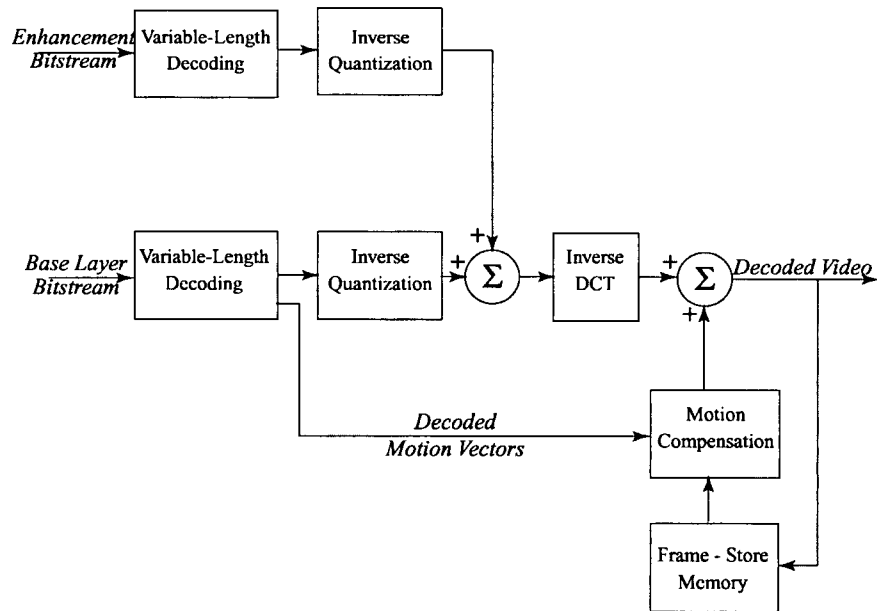 Enhancement
Bitstream
Variable-Length
Decoding
Inverse
Quantization
+
Base Layer
Bitstream
Variable-Length
Decoding
Inverse
Quantization
+
Σ
Inverse
DCT
+
Σ
+
Decoded Video
Decoded
Motion Vectors
Motion
Compensation
Frame - Store
Memory